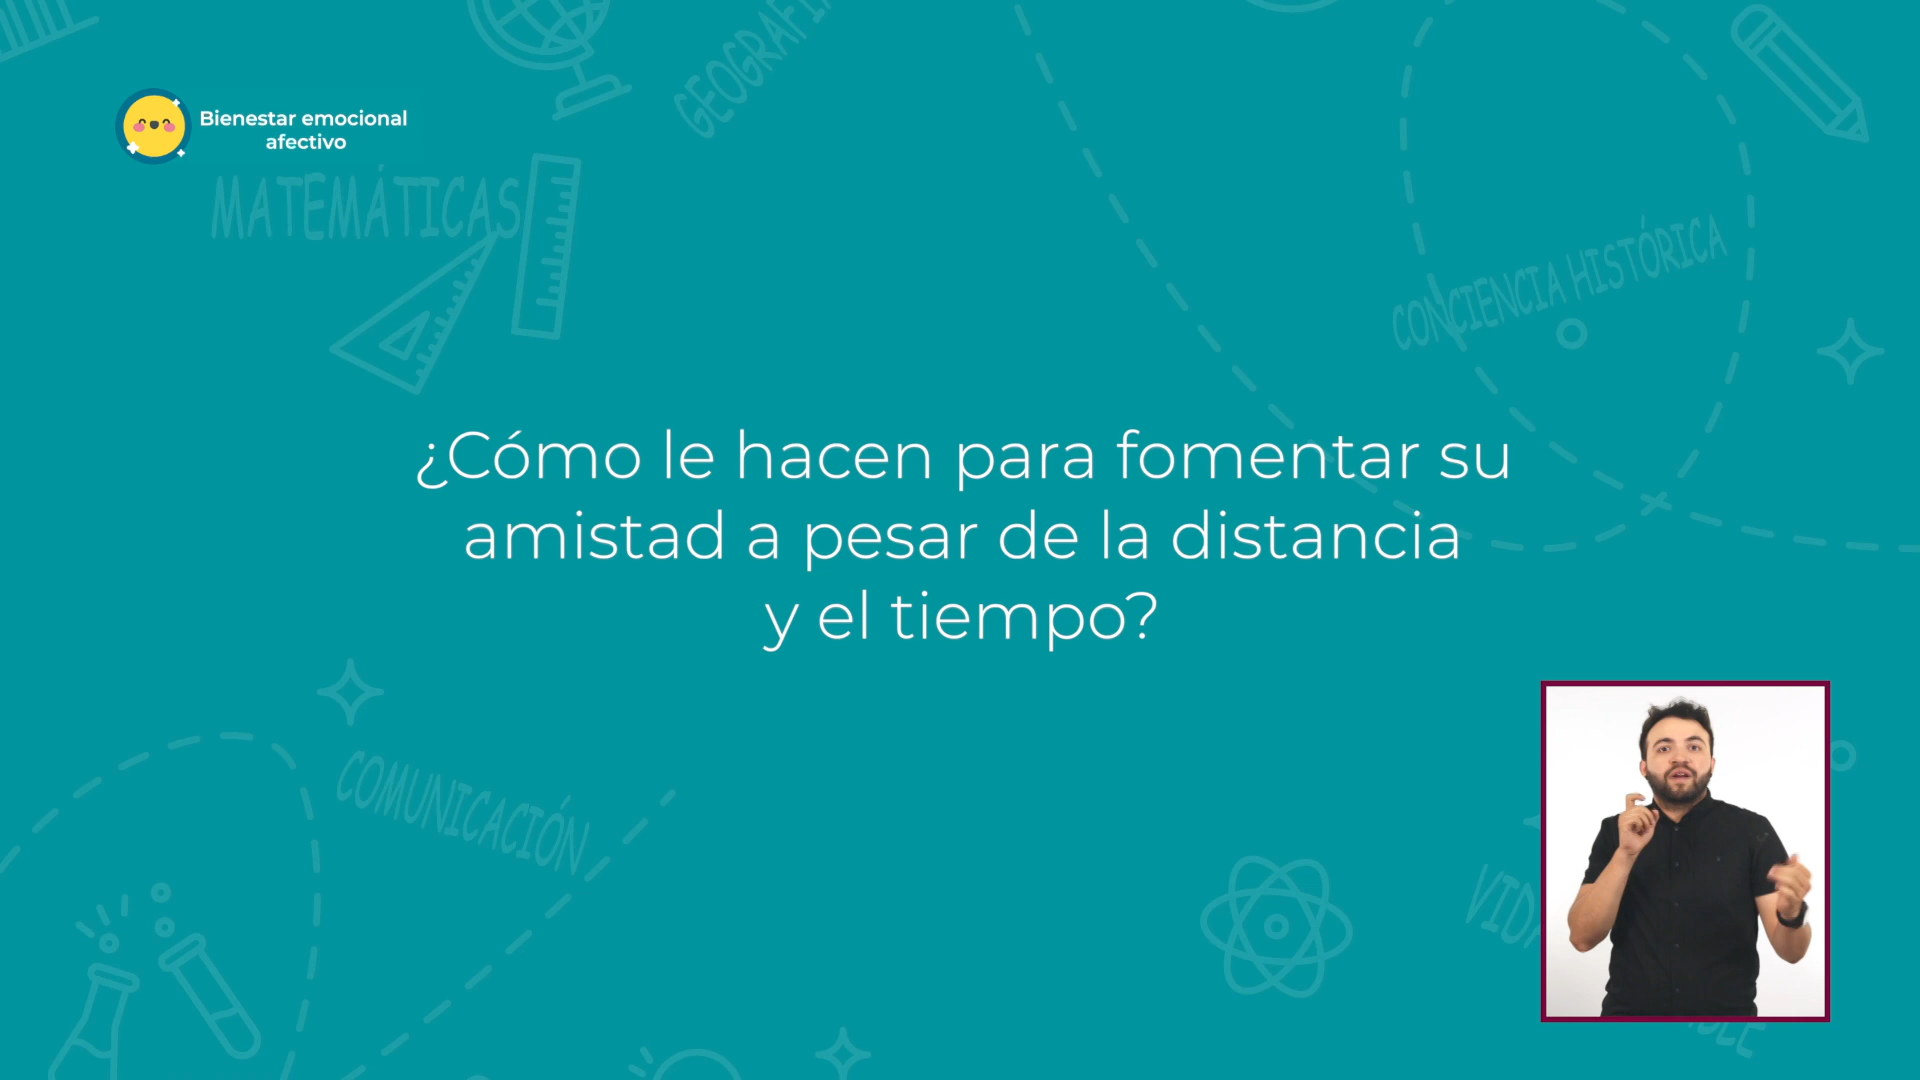 GEOGRAFÍA
Bienestar emocional
afectivo
MATEMÁTICAS
CONCIENCIA HISTÓRICA
¿Cómo le hacen para fomentar su
amistad a pesar de la distancia
y el tiempo?
COMUNICACIÓN